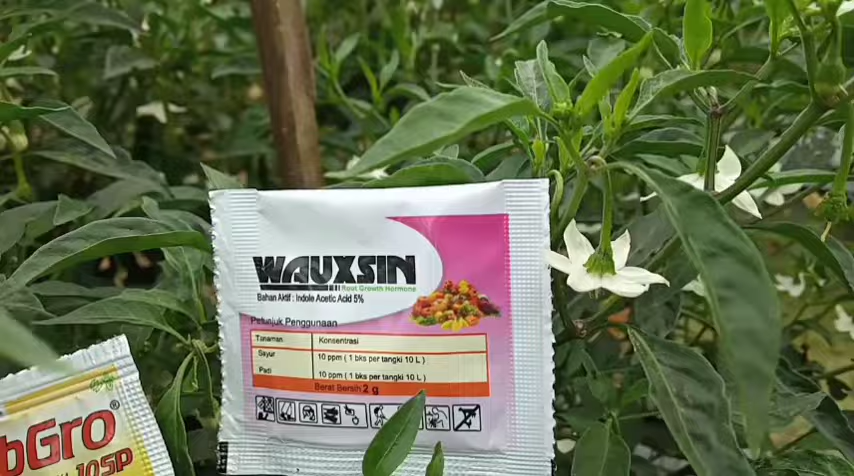 WAUXSIN
Root Growth Hormone
Bahan Aktif : Indole Acetic Acid 5%
Petunjuk Penggunaan
Tanaman Konsentrasi
Sayur 10 ppm ( 1 bks per tangki 10 L )
Padi 10 ppm ( 1 bks per tangki 10 L )
Berat Bersih 2 g
bGro®
105P